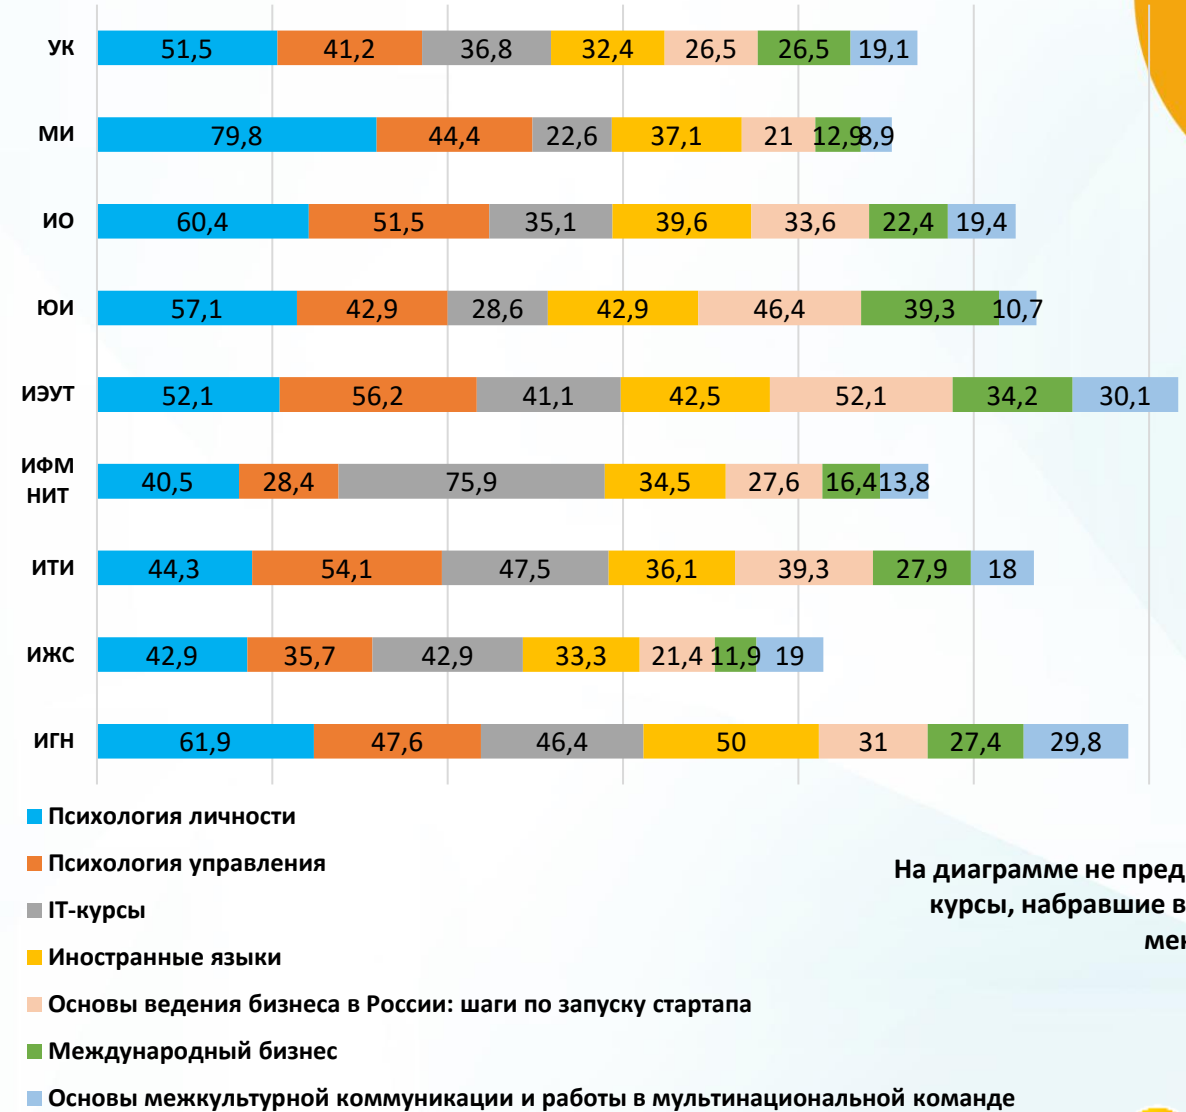 УК 51,5 41,2 36,8 32,4 26,5 26,5 19,1
МИ 79,8 44,4 22,6 37,1 21 12,9 8,9
ИО 60,4 51,5 35,1 39,6 33,6 22,4 19,4
ЮИ 57,1 42,9 28,6 42,9 46,4 39,3 10,7
ИЭУТ 52,1 56,2 41,1 42,5 52,1 34,2 30,1
ИФМ
НИТ 40,5 28,4 75,9 34,5 27,6 16,4 13,8
ИТИ 44,3 54,1 47,5 36,1 39,3 27,9 18
ИЖС 42,9 35,7 42,9 33,3 21,4 11,9 19
ИГН 61,9 47,6 46,4 50 31 27,4 29,8
Психология личности
Психология управления
IT-курсы
Иностранные языки
Основы ведения бизнеса в России: шаги по запуску стартапа
Международный бизнес
Основы межкультурной коммуникации и работы в мультинациональной команде
На диаграмме не пред
курсы, набравшие в
мен